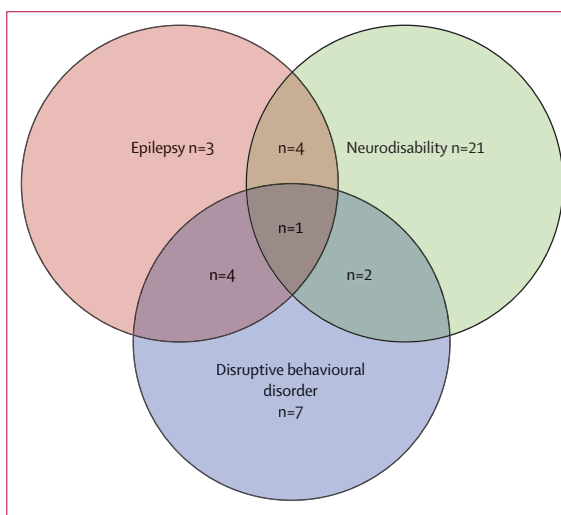 Epilepsy n=3
n=4
Neurodisability n=21
n=1
n=4
n=2
Disruptive behavioural
disorder
n=7